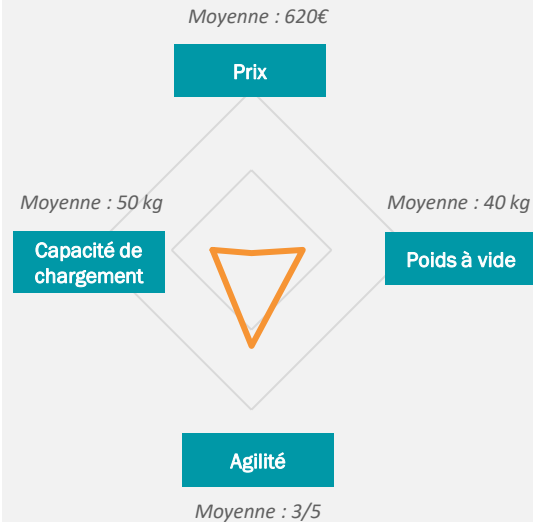 Moyenne : 620€
Prix
Moyenne : 50 kg
Moyenne : 40 kg
Capacité de
chargement
Poids à vide
Agilité
Moyenne : 3/5